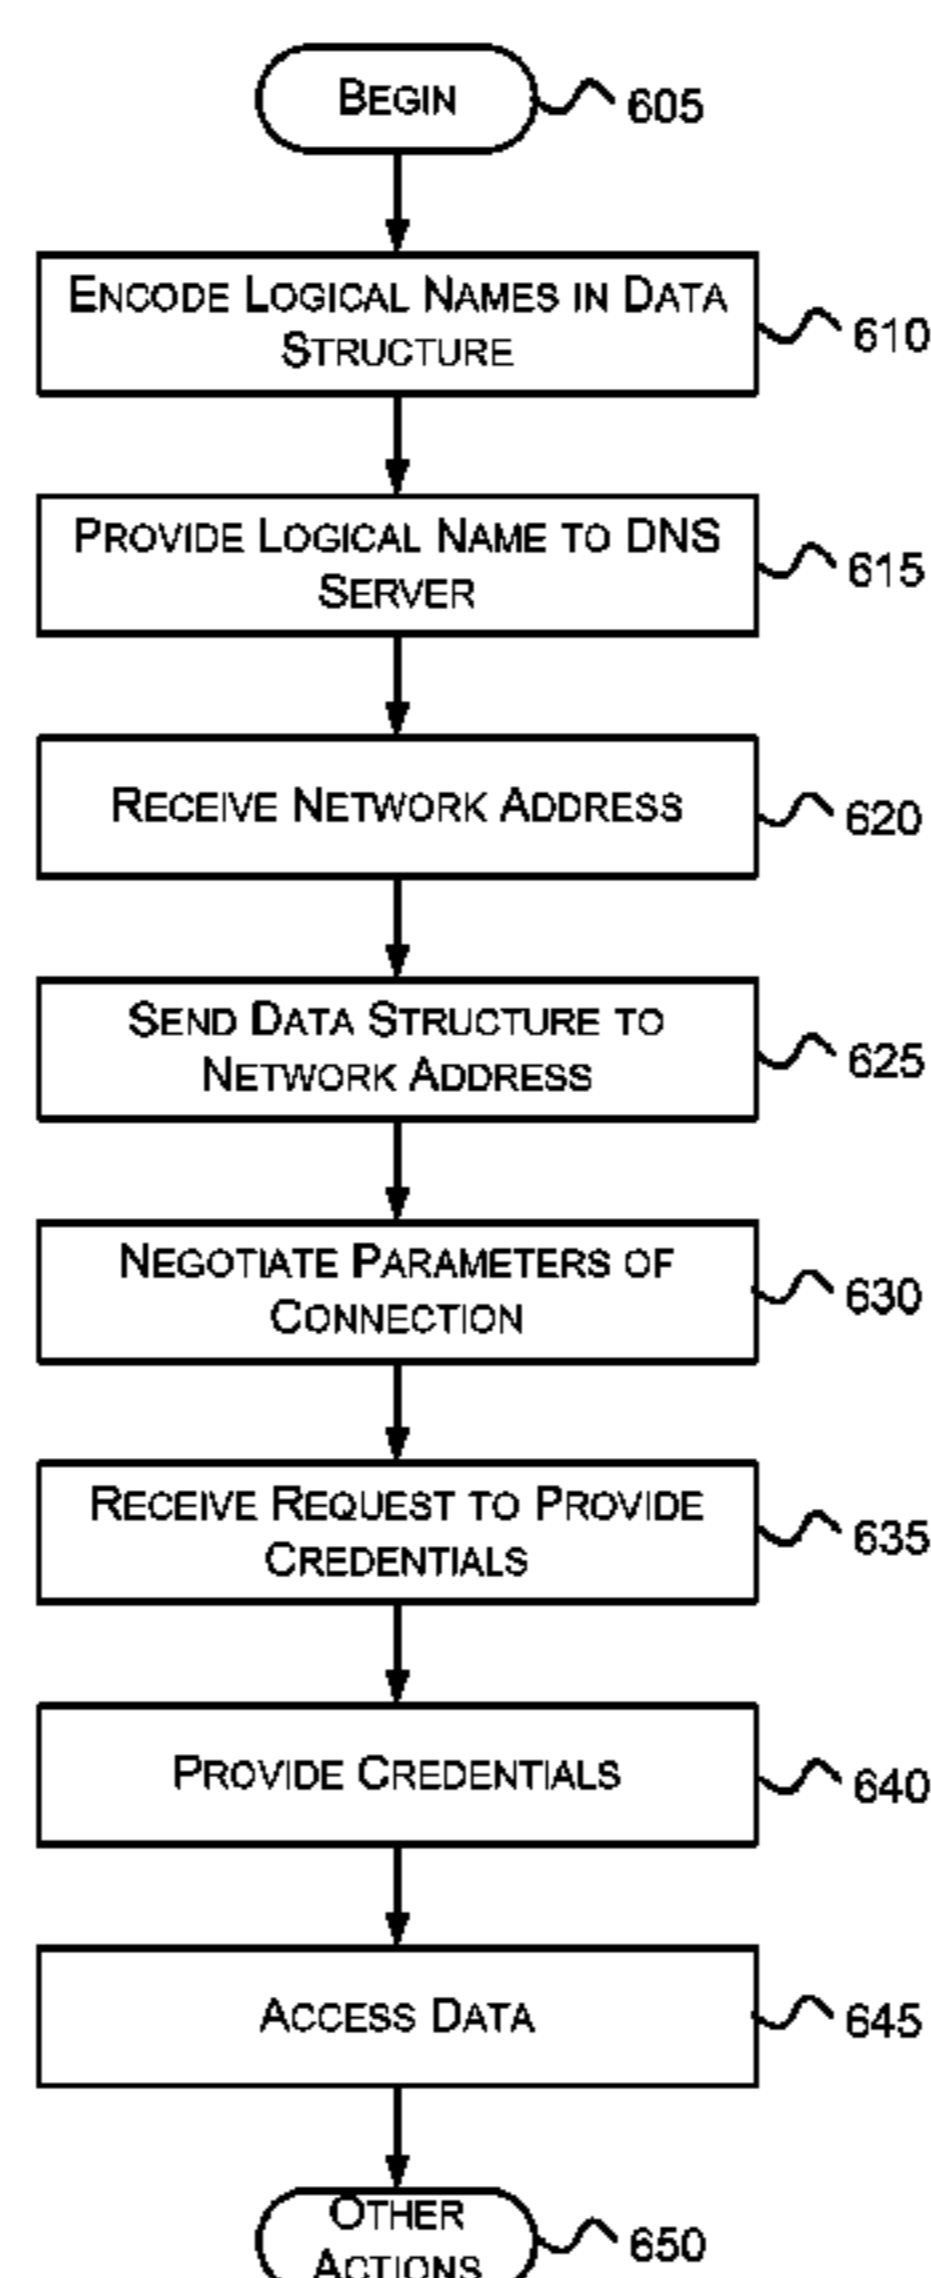 BEGIN
605
ENCODE LOGICAL NAMES IN DATA
STRUCTURE
610
PROVIDE LOGICAL NAME TO DNS
SERVER
615
RECEIVE NETWORK ADDRESS
620
SEND DATA STRUCTURE TO
NETWORK ADDRESS
625
NEGOTIATE PARAMETERS OF
CONNECTION
630
RECEIVE REQUEST TO PROVIDE
CREDENTIALS
635
PROVIDE CREDENTIALS
640
ACCESS DATA
645
OTHER
ACTIONS
650